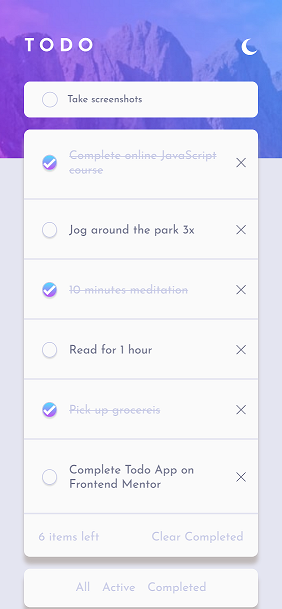 TODO
Take screenshots
Complete online JavaScript
course
Jog around the park 3x
10 minutes meditation
Read for 1 hour
Pick up grocereis
Complete Todo App on
Frontend Mentor
6 items left Clear Completed
All Active Completed